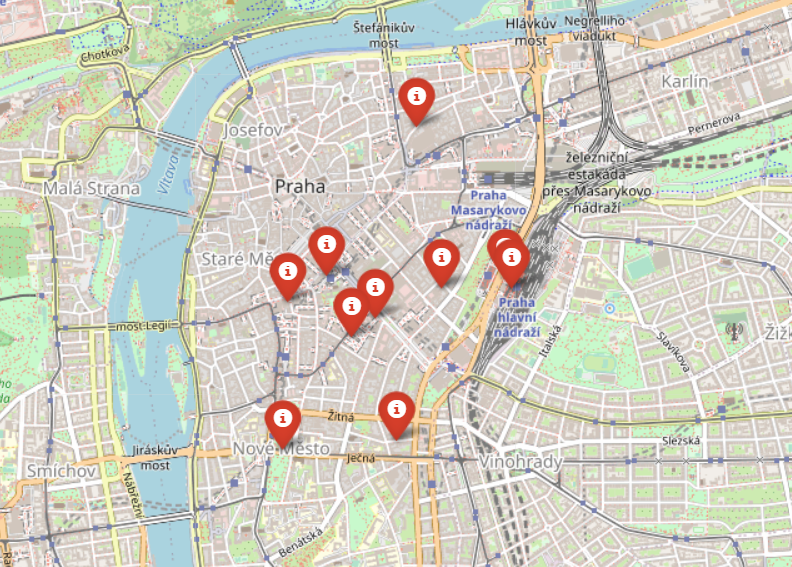 Štefánikův
most
Hlávkův
most
Negrelliho
viadukt
Chotkova
Karlín
Josefov
Pernerova
Vltava
železniční
estakáda
přes Masarykovo
nádraží
Malá Strana
Praha
Praha
Masarykovo
nádraží
Staré Mě
Praha
hlavní
nádraží
most Legií
Italská
Slavíkova
Žižk
Žitná
Nové Město
Ječná
Jiráskův
most
Slezská
Vinohrady
Smíchov
Nábřežní
Benátská